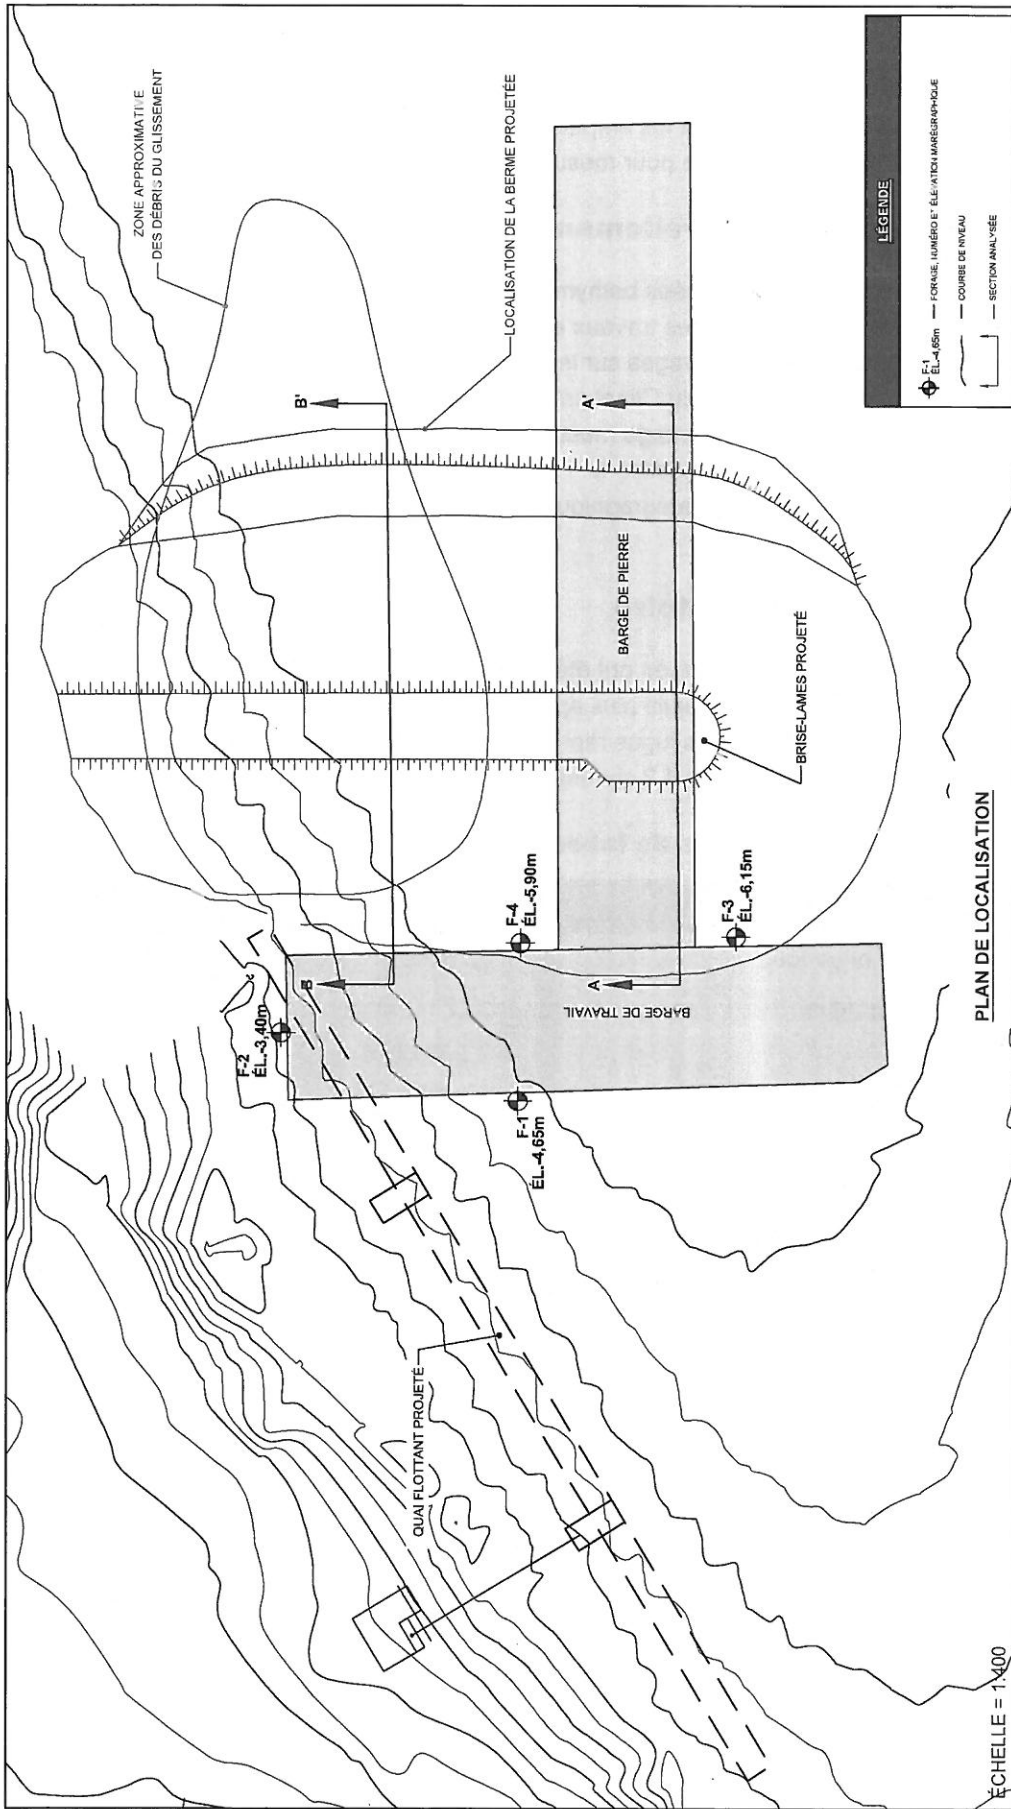 ZONE APPROXIMATIVE
DES DÉBRIS DU GLISSEMENT
LOCALISATION DE LA BERME PROJETÉE
B'
A'
BARGE DE PIERRE
BRISE-LAMES PROJETÉ
F-4
ÉL.-5,90m
F-3
ÉL.-6,15m
B
A
BARGE DE TRAVAIL
F-2
ÉL.-3,40m
F-1
ÉL.-4,65m
QUAI FLOTTANT PROJETÉ
LÉGENDE
F-1
ÉL.-4,65m
FORAGE, NUMÉRO ET ÉLÉVATION MARÉGRAPHIQUE
COURBE DE NIVEAU
SECTION ANALYSÉE
PLAN DE LOCALISATION
ÉCHELLE = 1:400